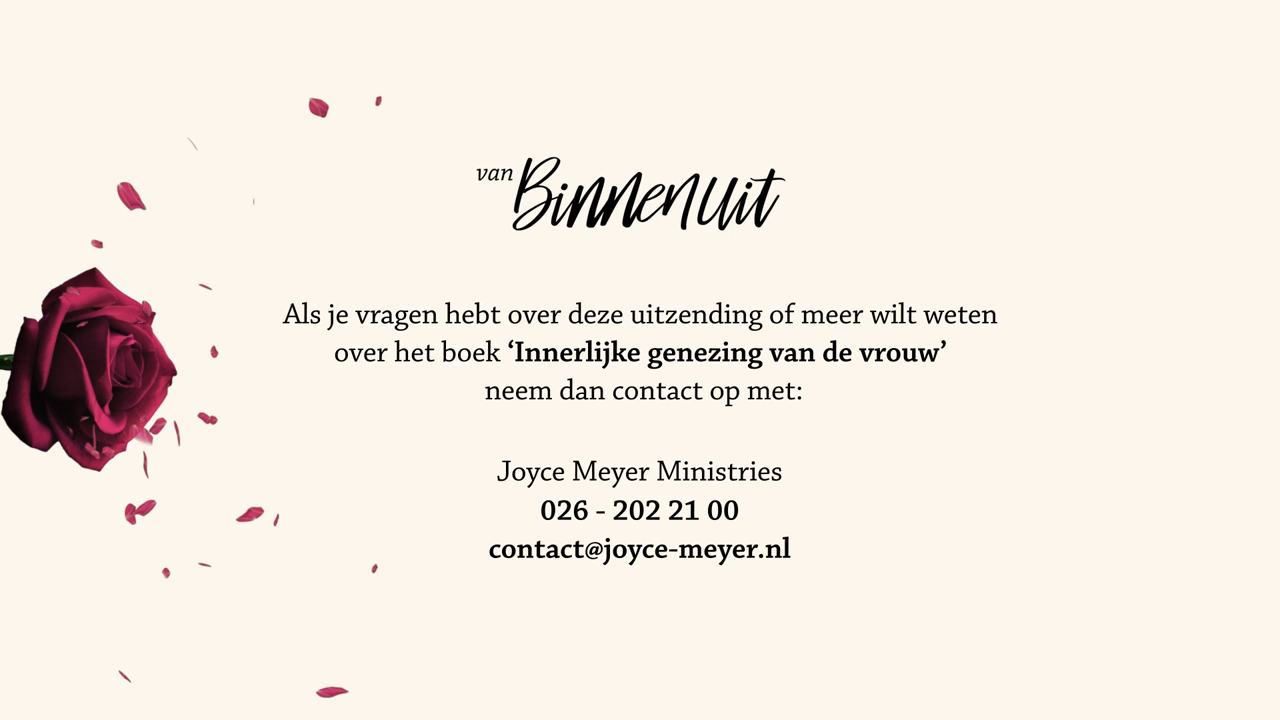 van Binnenuit
Als je vragen hebt over deze uitzending of meer wilt weten
over het boek ‘Innerlijke genezing van de vrouw’
neem dan contact op met:
Joyce Meyer Ministries
026 - 202 21 00
contact@joyce-meyer.nl